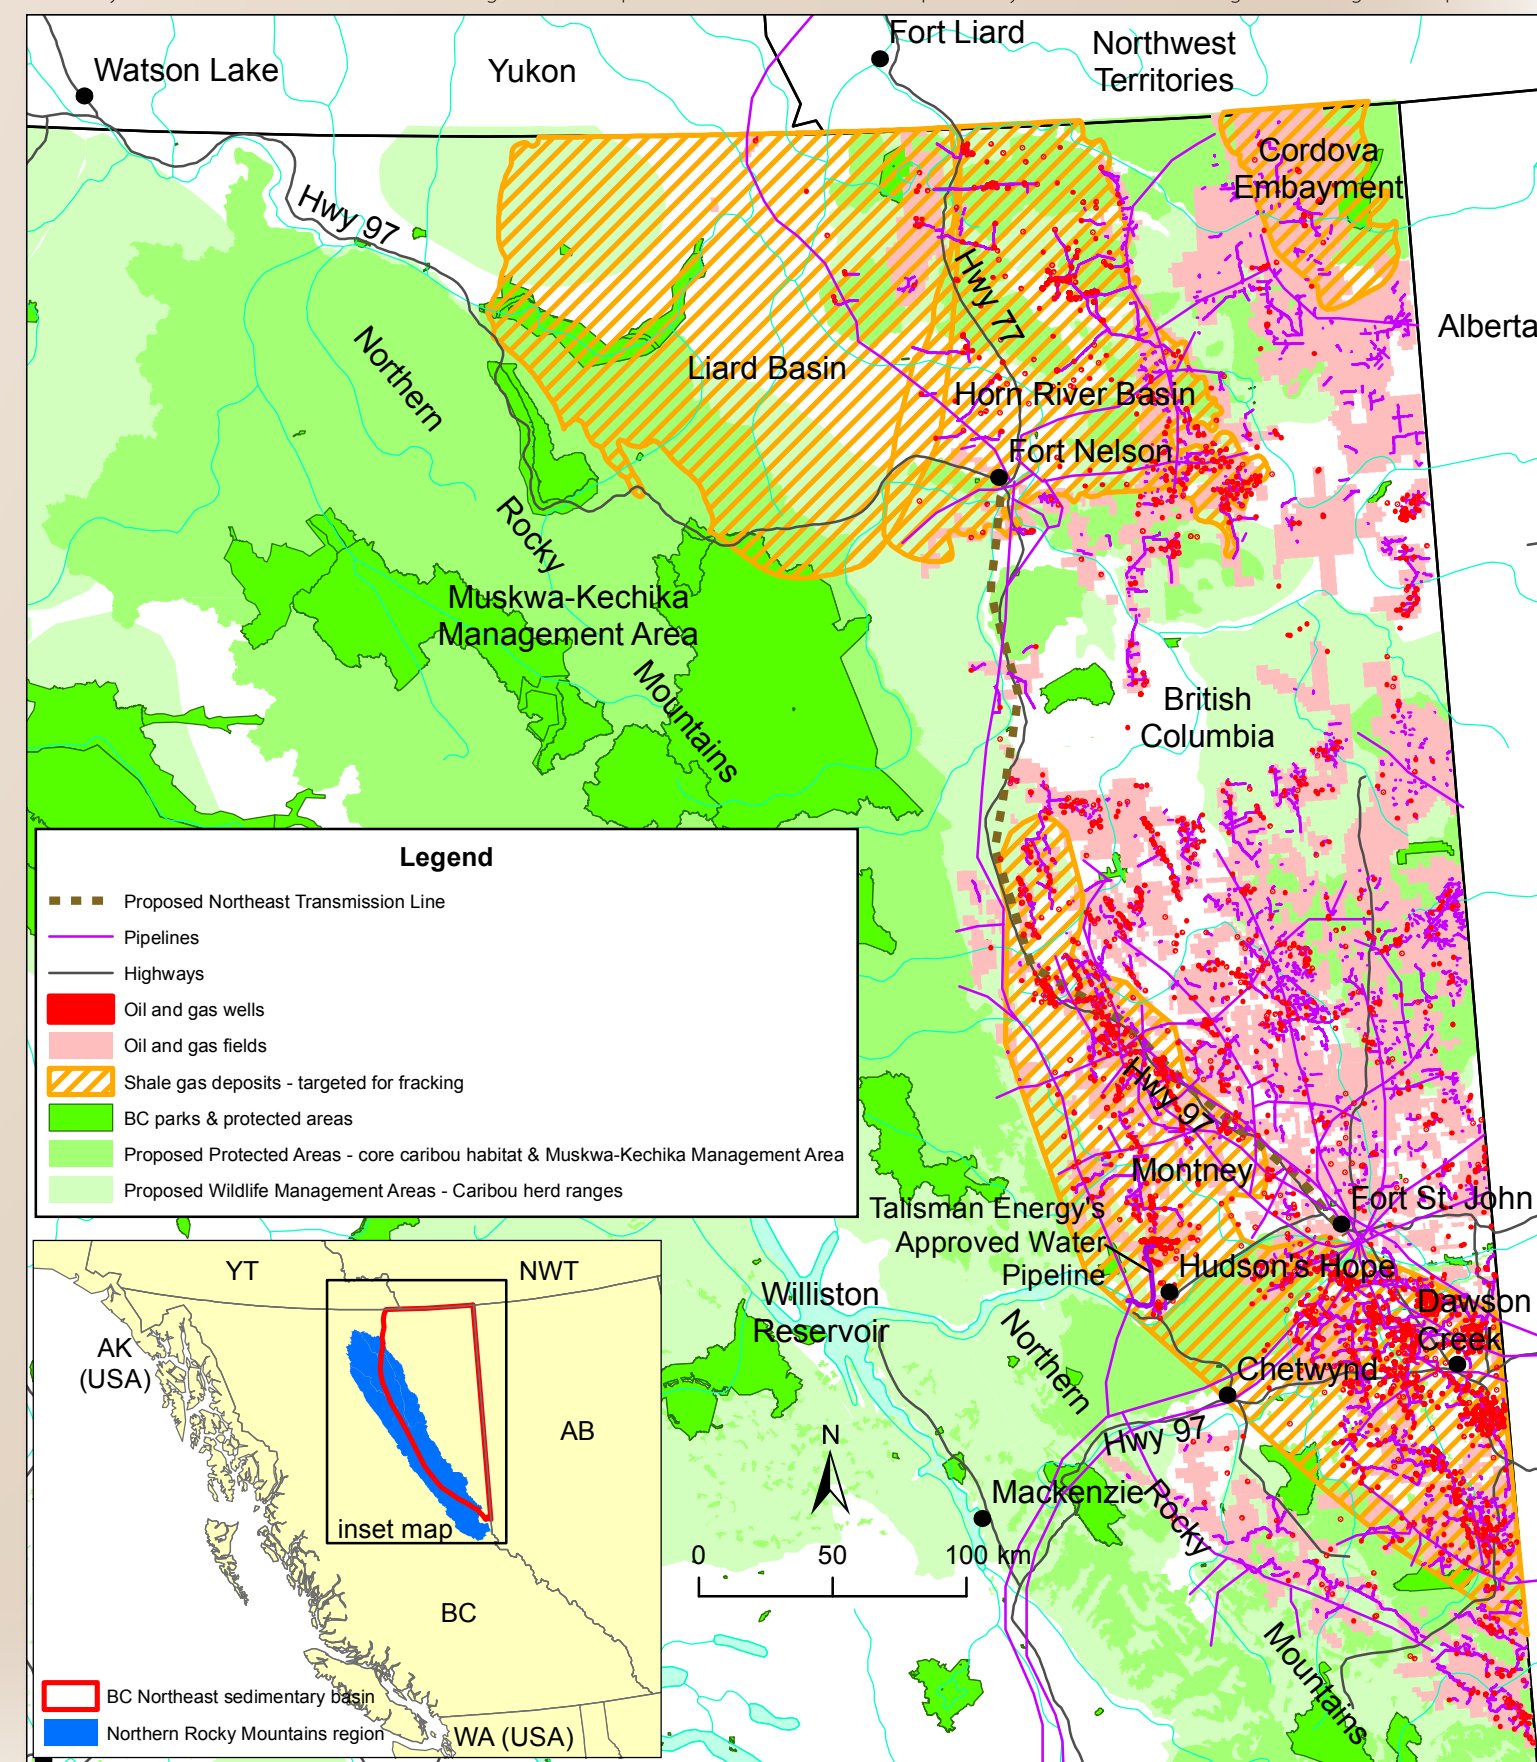 Fort Liard
Northwest
Territories
Watson Lake
Yukon
Cordova
Embayment
Hwy 97
Hwy 77
Alberta
Northern
Liard Basin
Horn River Basin
Fort Nelson
Rocky
Muskwa-Kechika
Management Area
Mountains
British
Columbia
Legend
Proposed Northeast Transmission Line
Pipelines
Highways
Oil and gas wells
Oil and gas fields
Shale gas deposits - targeted for fracking
BC parks & protected areas
Proposed Protected Areas - core caribou habitat & Muskwa-Kechika Management Area
Proposed Wildlife Management Areas - Caribou herd ranges
Hwy 97
Montney
Fort St. John
Talisman Energy's
Approved Water
Pipeline
Hudson's Hope
Williston
Reservoir
Dawson
Creek
Northern
Chetwynd
Hwy 97
N
Mackenzie
Rocky
0 50 100 km
Mountains
YT
NWT
AK
(USA)
AB
inset map
BC
BC Northeast sedimentary basin
Northern Rocky Mountains region
WA (USA)